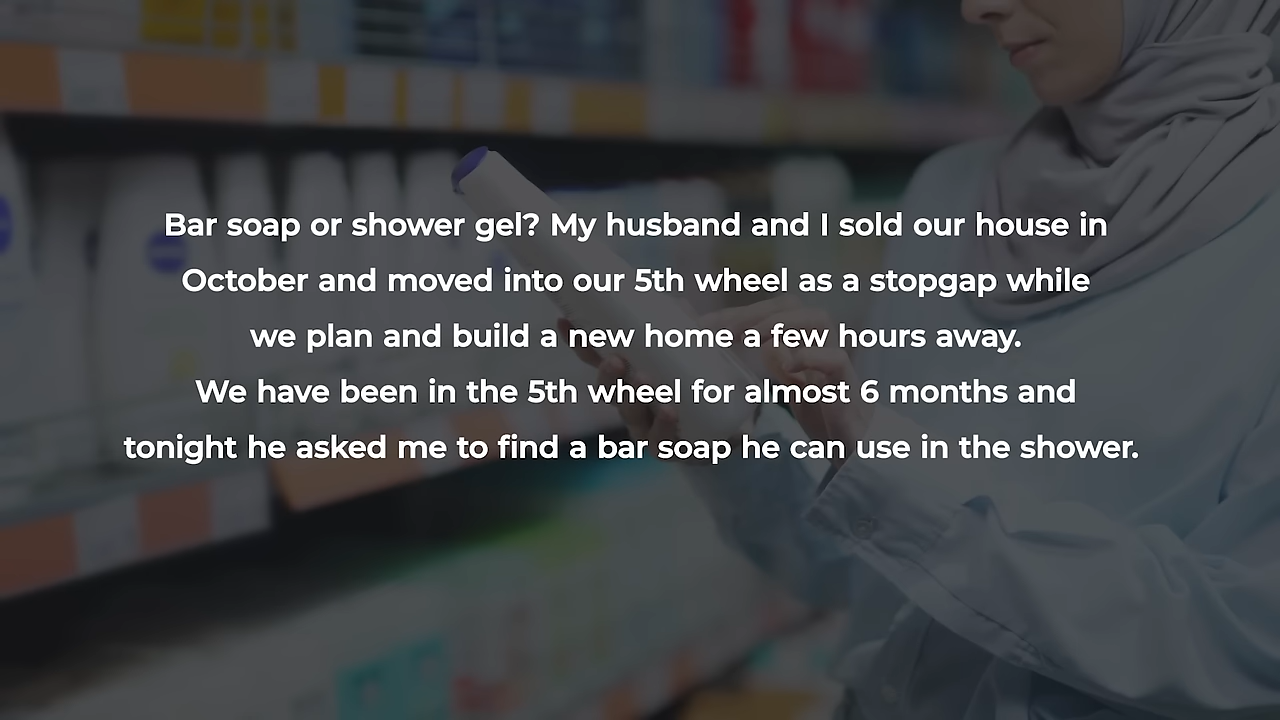 Bar soap or shower gel? My husband and I sold our house in
October and moved into our 5th wheel as a stopgap while
we plan and build a new home a few hours away.
We have been in the 5th wheel for almost 6 months and
tonight he asked me to find a bar soap he can use in the shower.